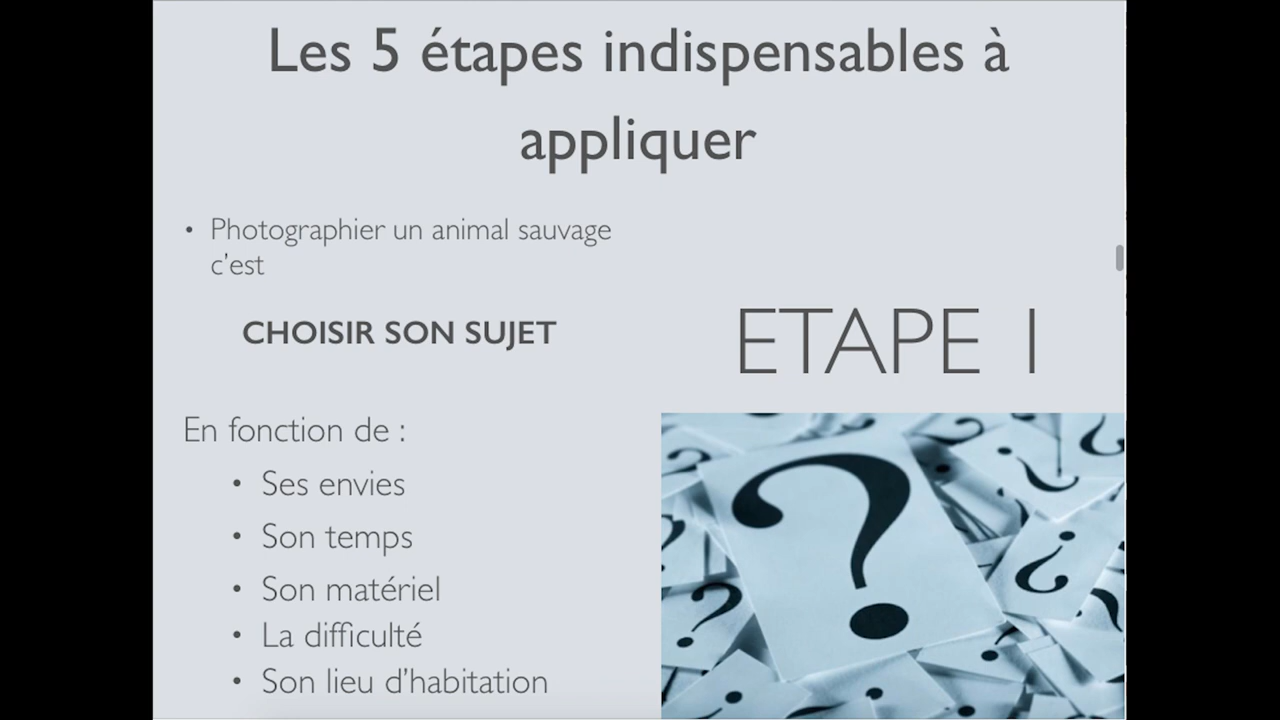 Les 5 étapes indispensables à
appliquer
• Photographier un animal sauvage
c’est
CHOISIR SON SUJET
ETAPE 1
En fonction de :
• Ses envies
• Son temps
• Son matériel
• La difficulté
• Son lieu d’habitation
?